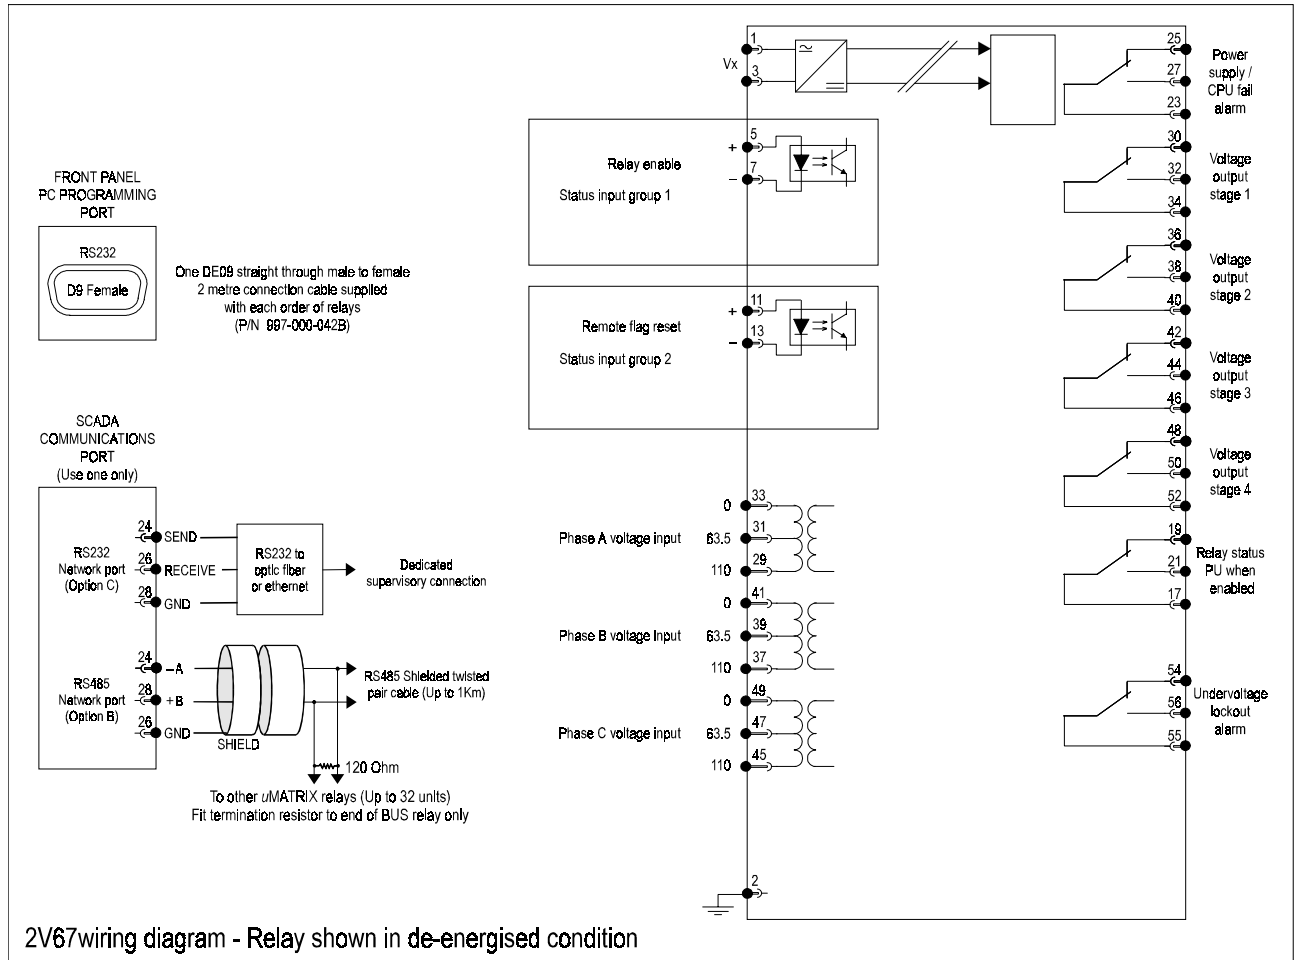 FRONT PANEL
PC PROGRAMMING
PORT
RS232
D9 Female
One DE09 straight through male to female
2 metre connection cable supplied
with each order of relays
(P/N 997-000-042B)
SCADA
COMMUNICATIONS
PORT
(Use one only)
RS232
Network port
(Option C)
24
SEND
26
RECEIVE
28
GND
RS232 to
optic fiber
or ethernet
Dedicated
supervisory connection
RS485
Network port
(Option B)
24
–A
28
+B
26
GND
SHIELD
RS485 Shielded twisted
pair cable (Up to 1Km)
120 Ohm
To other uMATRIX relays (Up to 32 units)
Fit termination resistor to end of BUS relay only
Vx
1
3
Relay enable
Status input group 1
+
5
–
7
Remote flag reset
Status input group 2
+
11
–
13
Phase A voltage input
0
33
63.5
31
110
29
Phase B voltage input
0
41
63.5
39
110
37
Phase C voltage input
0
49
63.5
47
110
45
2
25
27
23
Power
supply /
CPU fail
alarm
30
32
34
Voltage
output
stage 1
36
38
40
Voltage
output
stage 2
42
44
46
Voltage
output
stage 3
48
50
52
Voltage
output
stage 4
19
21
17
Relay status
PU when
enabled
54
56
55
Undervoltage
lockout
alarm
2V67wiring diagram - Relay shown in de-energised condition